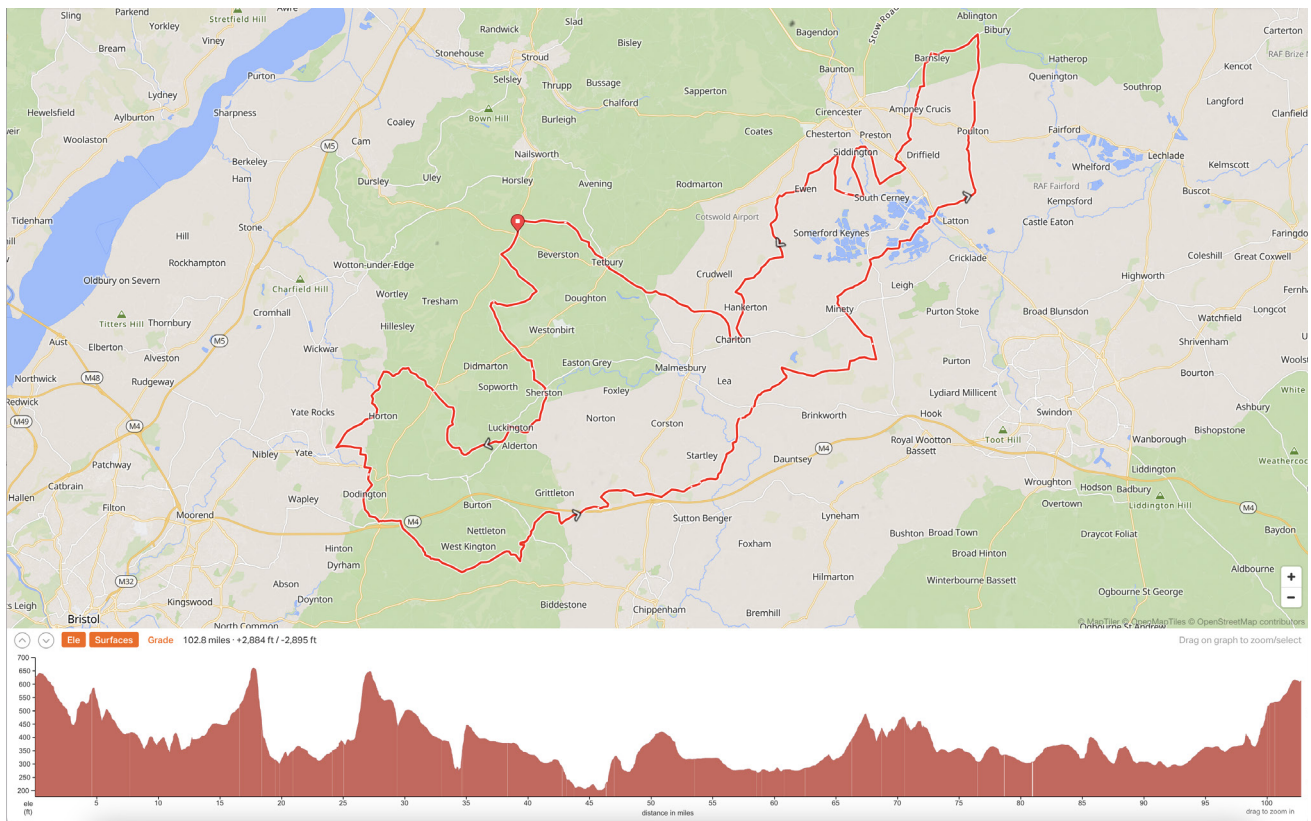 Sling
Parkend
Yorkley
Awre
Stretfield Hill
Bream
Viney
Purton
Lydney
Hewelsfield
Aylburton
Sharpness
Woolaston
Berkeley
Ham
Tidenham
Stone
Hill
Rockhampton
Oldbury on Severn
Charfield Hill
Titters Hill
Thornbury
Cromhall
Aust
Elberton
Alveston
M5
Wickwar
Northwick
M48
Rudgeway
Redwick
M49
M4
Yate Rocks
Patchway
Nibley
Yate
Hallen
Catbrain
Filton
Moorend
Wapley
M32
Kingswood
s Leigh
Bristol
North Common
Abson
Doynton
Hinton
Dyrham
Randwick
Slad
Stonehouse
Stroud
Bisley
Selsley
Thrupp
Bussage
Chalford
Sapperton
Bown Hill
Burleigh
Coaley
M5
Cam
Nailsworth
Dursley
Uley
Horsley
Avening
Rodmarton
Coates
Wotton-under-Edge
Beverston
Tetbury
Wortley
Tresham
Doughton
Hillesley
Westonbirt
Didmarton
Easton Grey
Sopworth
Sherston
Foxley
Malmesbury
Lea
Horton
Luckington
Alderton
Norton
Corston
Startley
Dodington
Grittleton
M4
Burton
Nettleton
West Kington
Sutton Benger
Biddestone
Chippenham
Foxham
Bremhill
Bagendon
Stow Road
Ablington
Bibury
Carterton
RAF Brize N
Baunton
Barnsley
Hatherop
Quenington
Kencot
Southrop
Langford
Cirencester
Ampney Crucis
Clanfield
Chesterton
Preston
Poulton
Fairford
Siddington
Driffield
Whelford
Lechlade
Kelmscott
Ewen
South Cerney
RAF Fairford
Kempsford
Buscot
Cotswold Airport
Somerford Keynes
Latton
Castle Eaton
Faringdo
Crudwell
Cricklade
Coleshill
Great Coxwell
Leigh
Highworth
Hankerton
Minety
Purton Stoke
Broad Blunsdon
Watchfield
Longcot
Charlton
Shrivenham
Purton
Bourton
Lydiard Millicent
Brinkworth
Hook
Swindon
Ashbury
Toot Hill
Bishopstone
Wanborough
M4
Royal Wootton
Bassett
Dauntsey
Liddington
Wroughton
Hodson
Badbury
Overtown
Liddington Hill
M4
Lyneham
Bushton
Broad Town
Draycot Foliat
Baydon
Broad Hinton
Hilmarton
Winterbourne Bassett
Aldbourne
Ogbourne St George
Ogbourne St Andrew
+
−
© MapTiler © OpenMapTiles © OpenStreetMap contributors
Ele Surfaces Grade 102.8 miles · +2,884 ft / -2,895 ft
Drag on graph to zoom/select
700
650
600
550
500
450
400
350
300
250
200
ele
(ft)
5 10 15 20 25 30 35 40 45 50 55 60 65 70 75 80 85 90 95 100
distance in miles
drag to zoom in